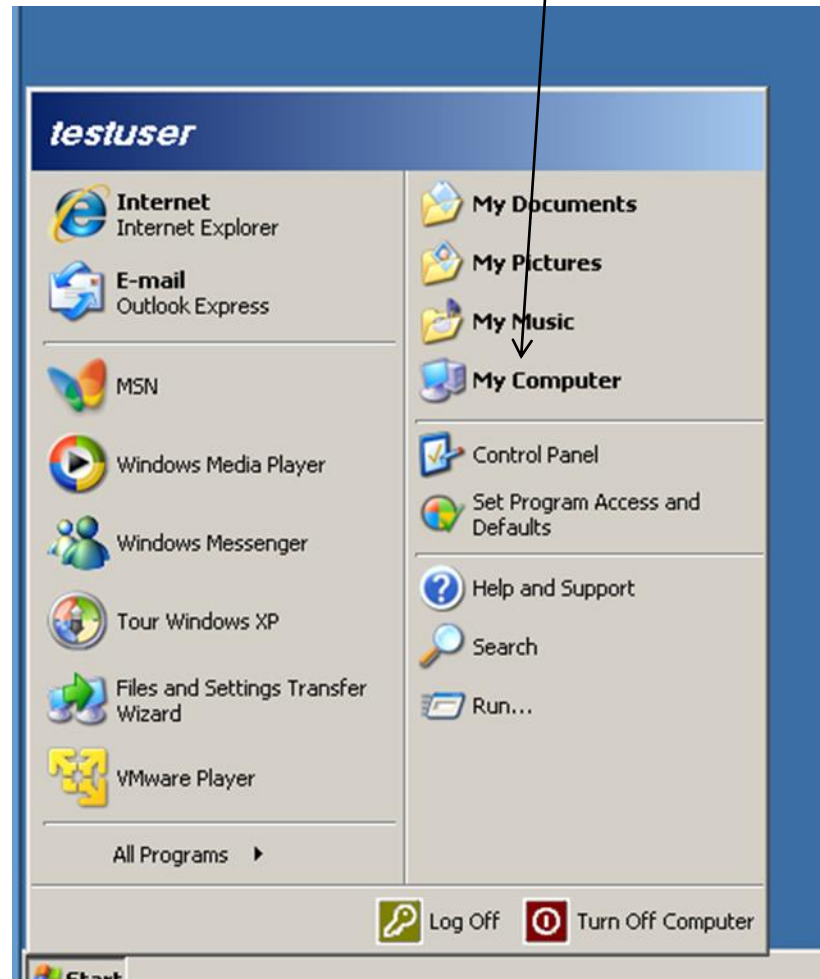 testuser
Internet
Internet Explorer
E-mail
Outlook Express
MSN
Windows Media Player
Windows Messenger
Tour Windows XP
Files and Settings Transfer
Wizard
VMware Player
All Programs
My Documents
My Pictures
My Music
My Computer
Control Panel
Set Program Access and
Defaults
Help and Support
Search
Run...
Log Off
Turn Off Computer
Start